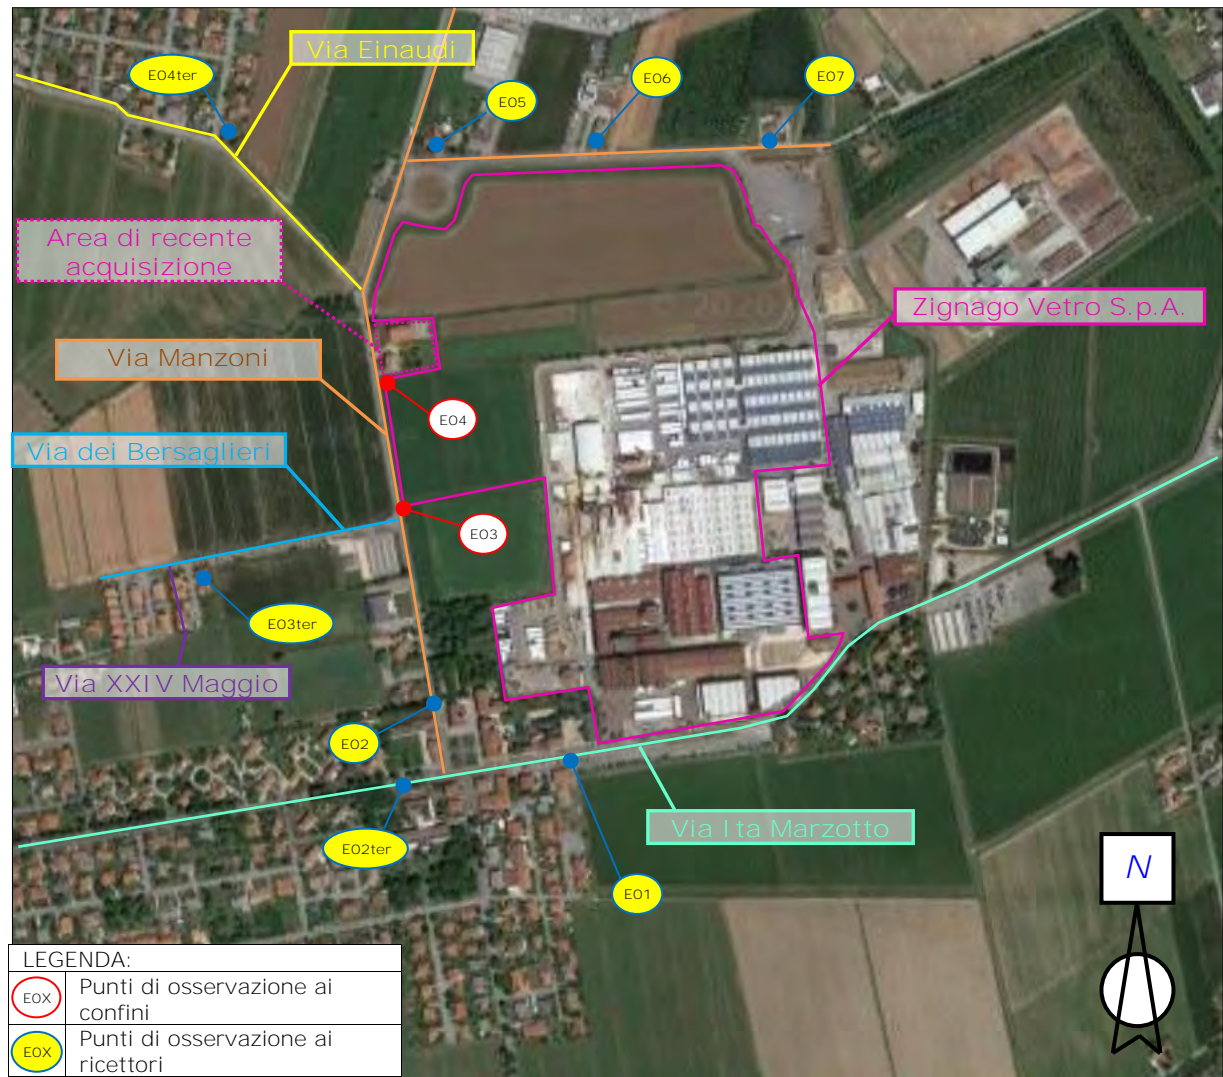 Via Einaudi
E04ter
E05
E06
E07
Area di recente
acquisizione
Zignago Vetro S.p.A.
Via Manzoni
E04
Via dei Bersaglieri
E03
E03ter
Via XXIV Maggio
E02
Via Ita Marzotto
E02ter
E01
N
LEGENDA:
E0X
Punti di osservazione ai
confini
E0X
Punti di osservazione ai
ricettori